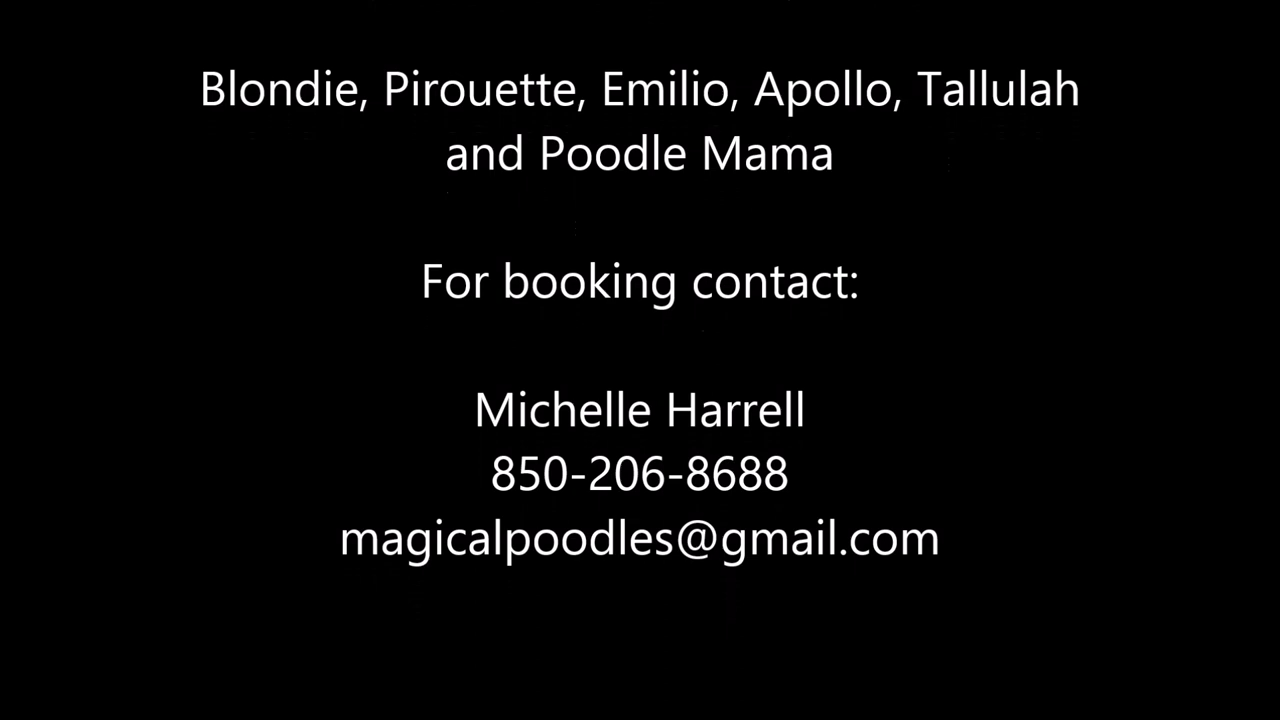 Blondie, Pirouette, Emilio, Apollo, Tallulah
and Poodle Mama
For booking contact:
Michelle Harrell
850-206-8688
magicalpoodles@gmail.com